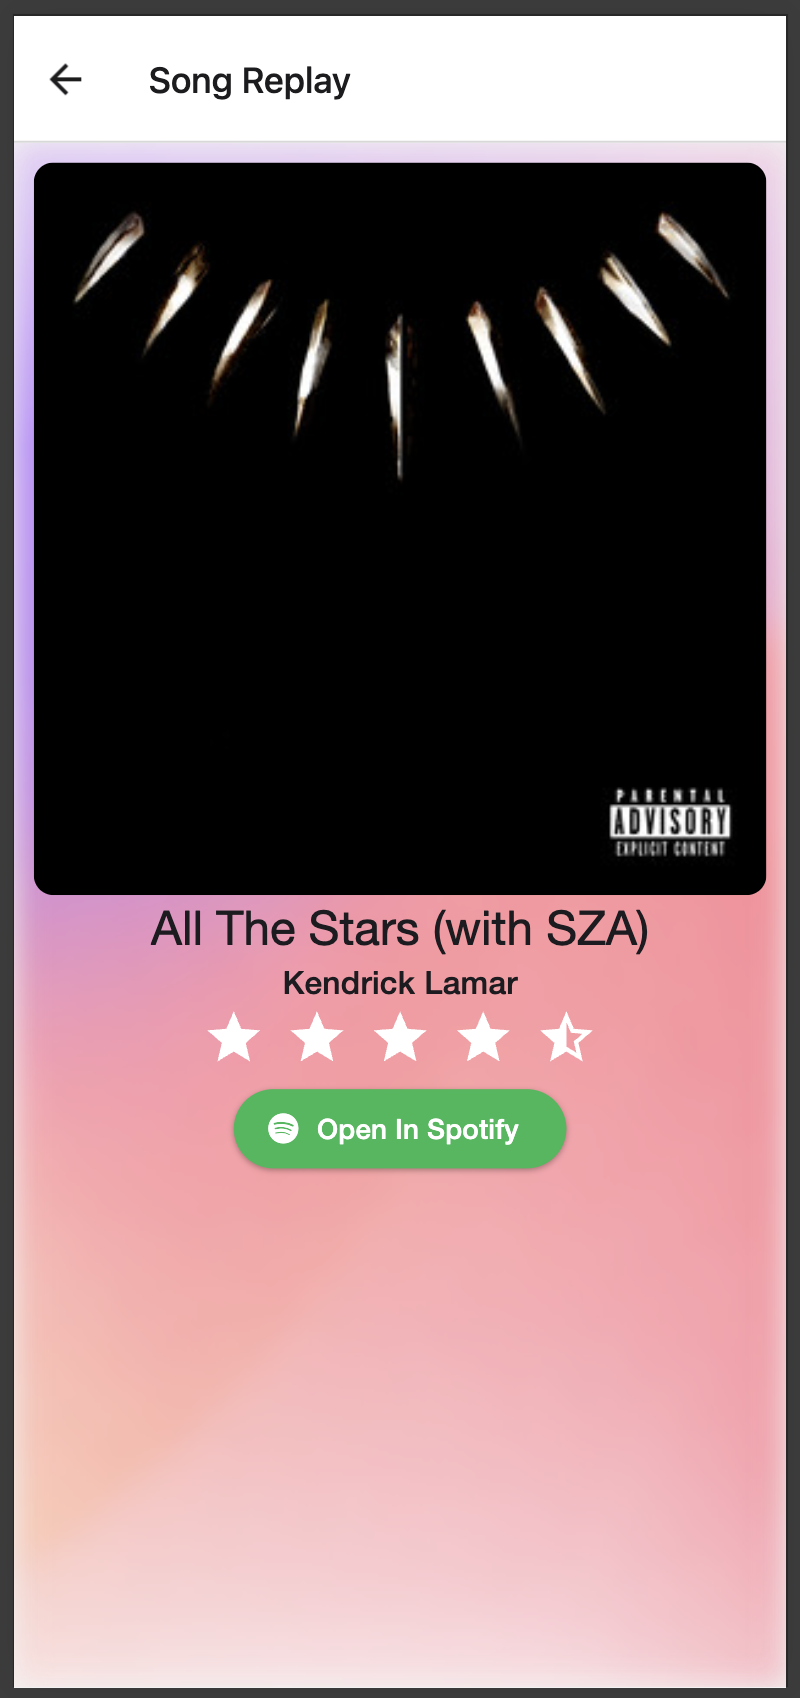 Song Replay
PARENTAL
ADVISORY
EXPLICIT CONTENT
All The Stars (with SZA)
Kendrick Lamar
Open In Spotify